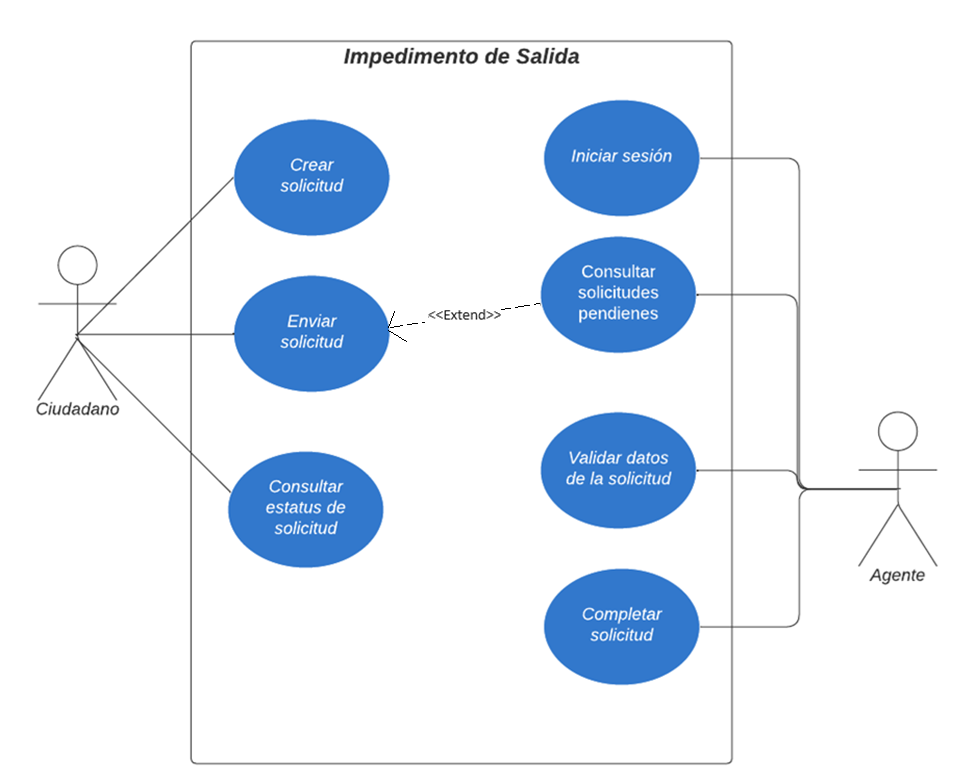 Impedimento de Salida
Crear
solicitud
Iniciar sesión
Consultar
solicitudes
pendienes
<<Extend>>
Enviar
solicitud
Ciudadano
Consultar
estatus de
solicitud
Validar datos
de la solicitud
Agente
Completar
solicitud